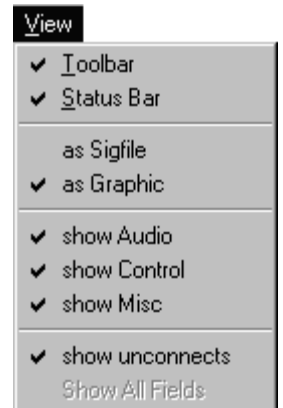 View
Toolbar
Status Bar
as Sigfile
as Graphic
show Audio
show Control
show Misc
show unconnects
Show All Fields